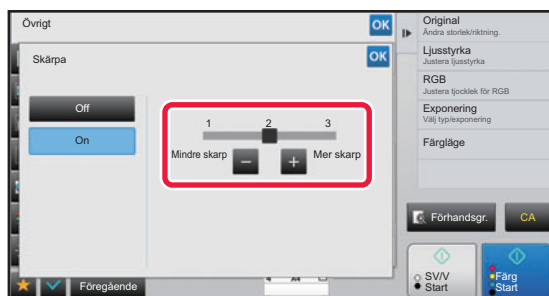 Övrigt
OK
Skärpa
OK
Off
On
1 2 3
Mindre skarp
Mer skarp
Föregående
A4
Original
Ändra storlek/riktning.
Ljusstyrka
Justera ljusstyrka
RGB
Justera tjocklek för RGB
Exponering
Välj typ/exponering
Färgläge
Förhandsgr.
CA
SV/V
Start
Färg
Start